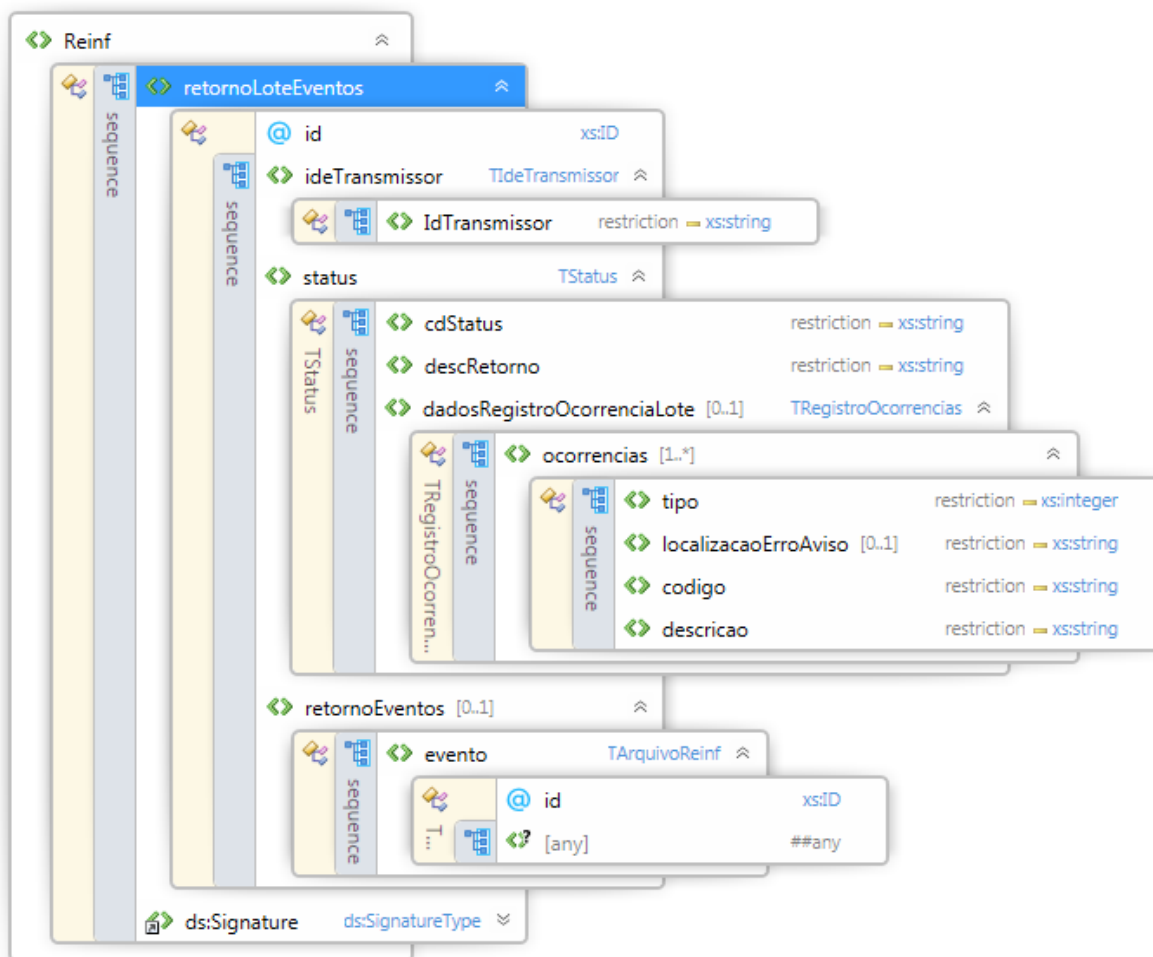 Reinf
retornoLoteEventos
sequence
id xs:ID
ideTransmissor TIdeTransmissor
sequence
IdTransmissor restriction xs:string
status TStatus
TStatus
sequence
cdStatus restriction xs:string
descRetorno restriction xs:string
dadosRegistroOcorrenciaLote [0..1] TRegistroOcorrencias
TRegistroOcorren...
sequence
ocorrencias [1..*]
sequence
tipo restriction xs:integer
localizacaoErroAviso [0..1] restriction xs:string
codigo restriction xs:string
descricao restriction xs:string
retornoEventos [0..1]
sequence
evento TArquivoReinf
T...
id xs:ID
[any] ##any
ds:Signature ds:SignatureType